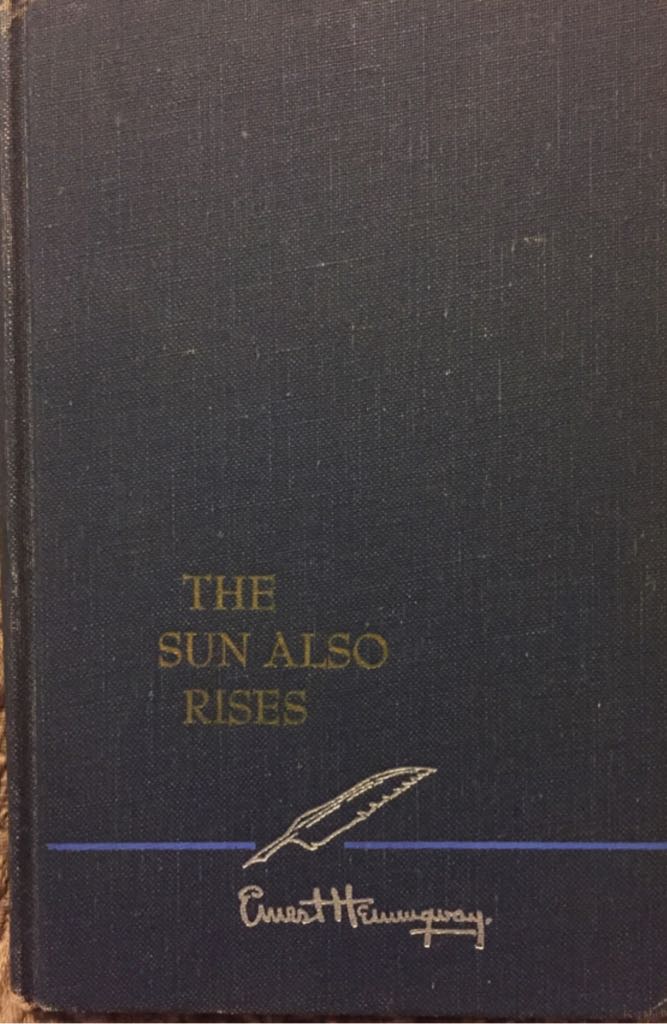 THE
SUN ALSO
RISES
Ernest Hemingway.